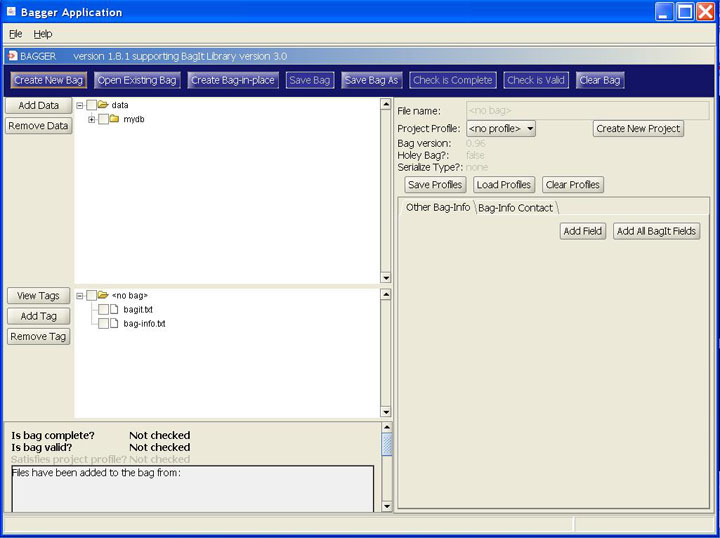 Bagger Application
File Help
BAGGER version 1.8.1 supporting BagIt Library version 3.0
Create New Bag Open Existing Bag Create Bag-in-place Save Bag Save Bag As Check is Complete Check is Valid Clear Bag
Add Data
Remove Data
data
mydb
View Tags
Add Tag
Remove Tag
<no bag>
bagit.txt
bag-info.txt
Is bag complete? Not checked
Is bag valid? Not checked
Satisfies project profile? Not checked
Files have been added to the bag from:
File name: <no bag>
Project Profile: <no profile> Create New Project
Bag version: 0.96
Holey Bag?: false
Serialize Type?: none
Save Profiles Load Profiles Clear Profiles
Other Bag-Info Bag-Info Contact
Add Field Add All BagIt Fields